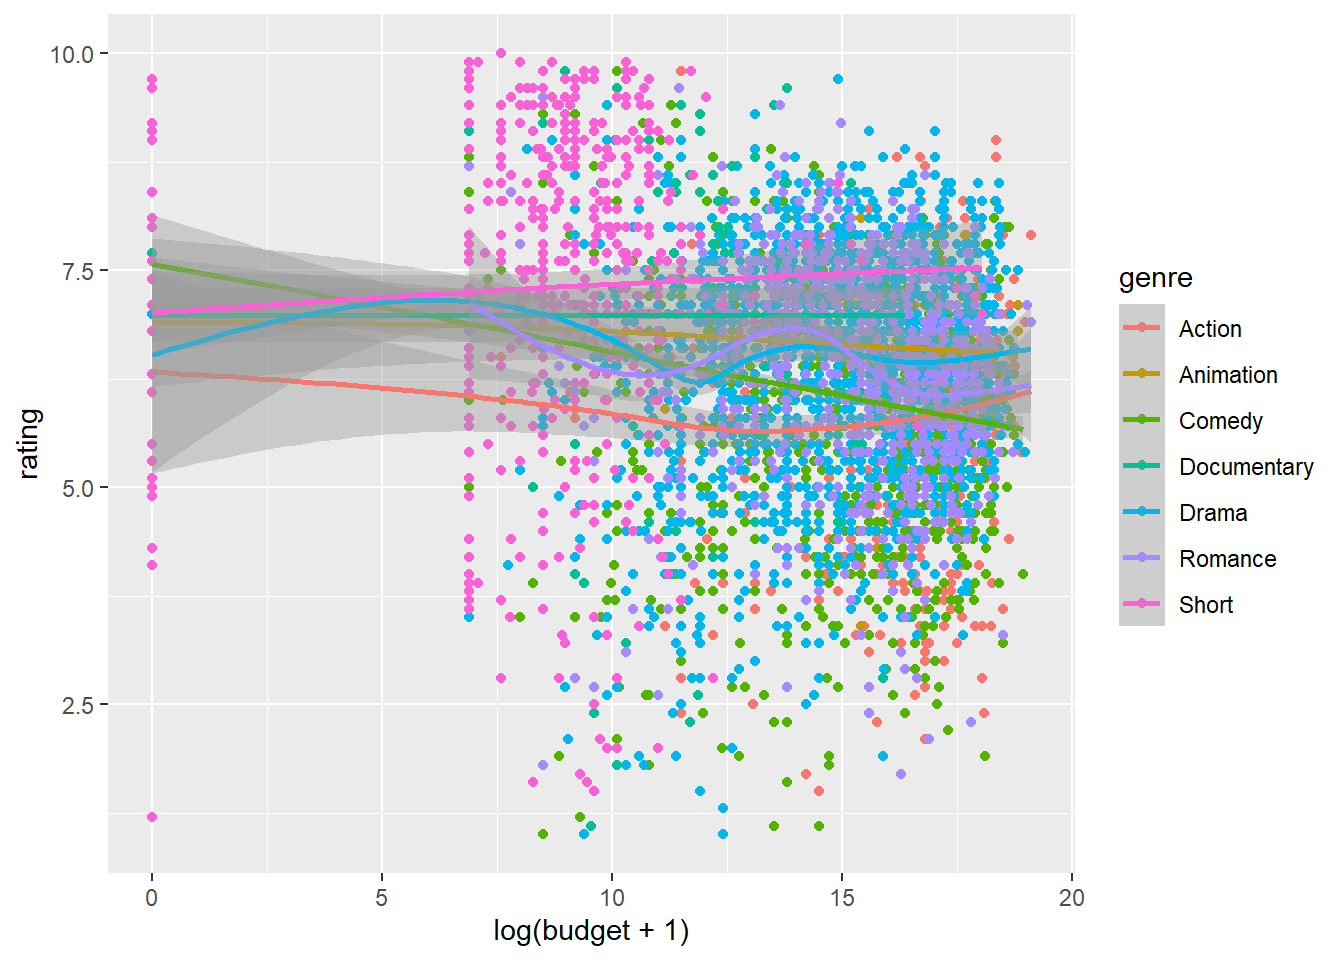 10.0
7.5
5.0
2.5
rating
0 5 10 15 20
log(budget + 1)
genre
Action
Animation
Comedy
Documentary
Drama
Romance
Short